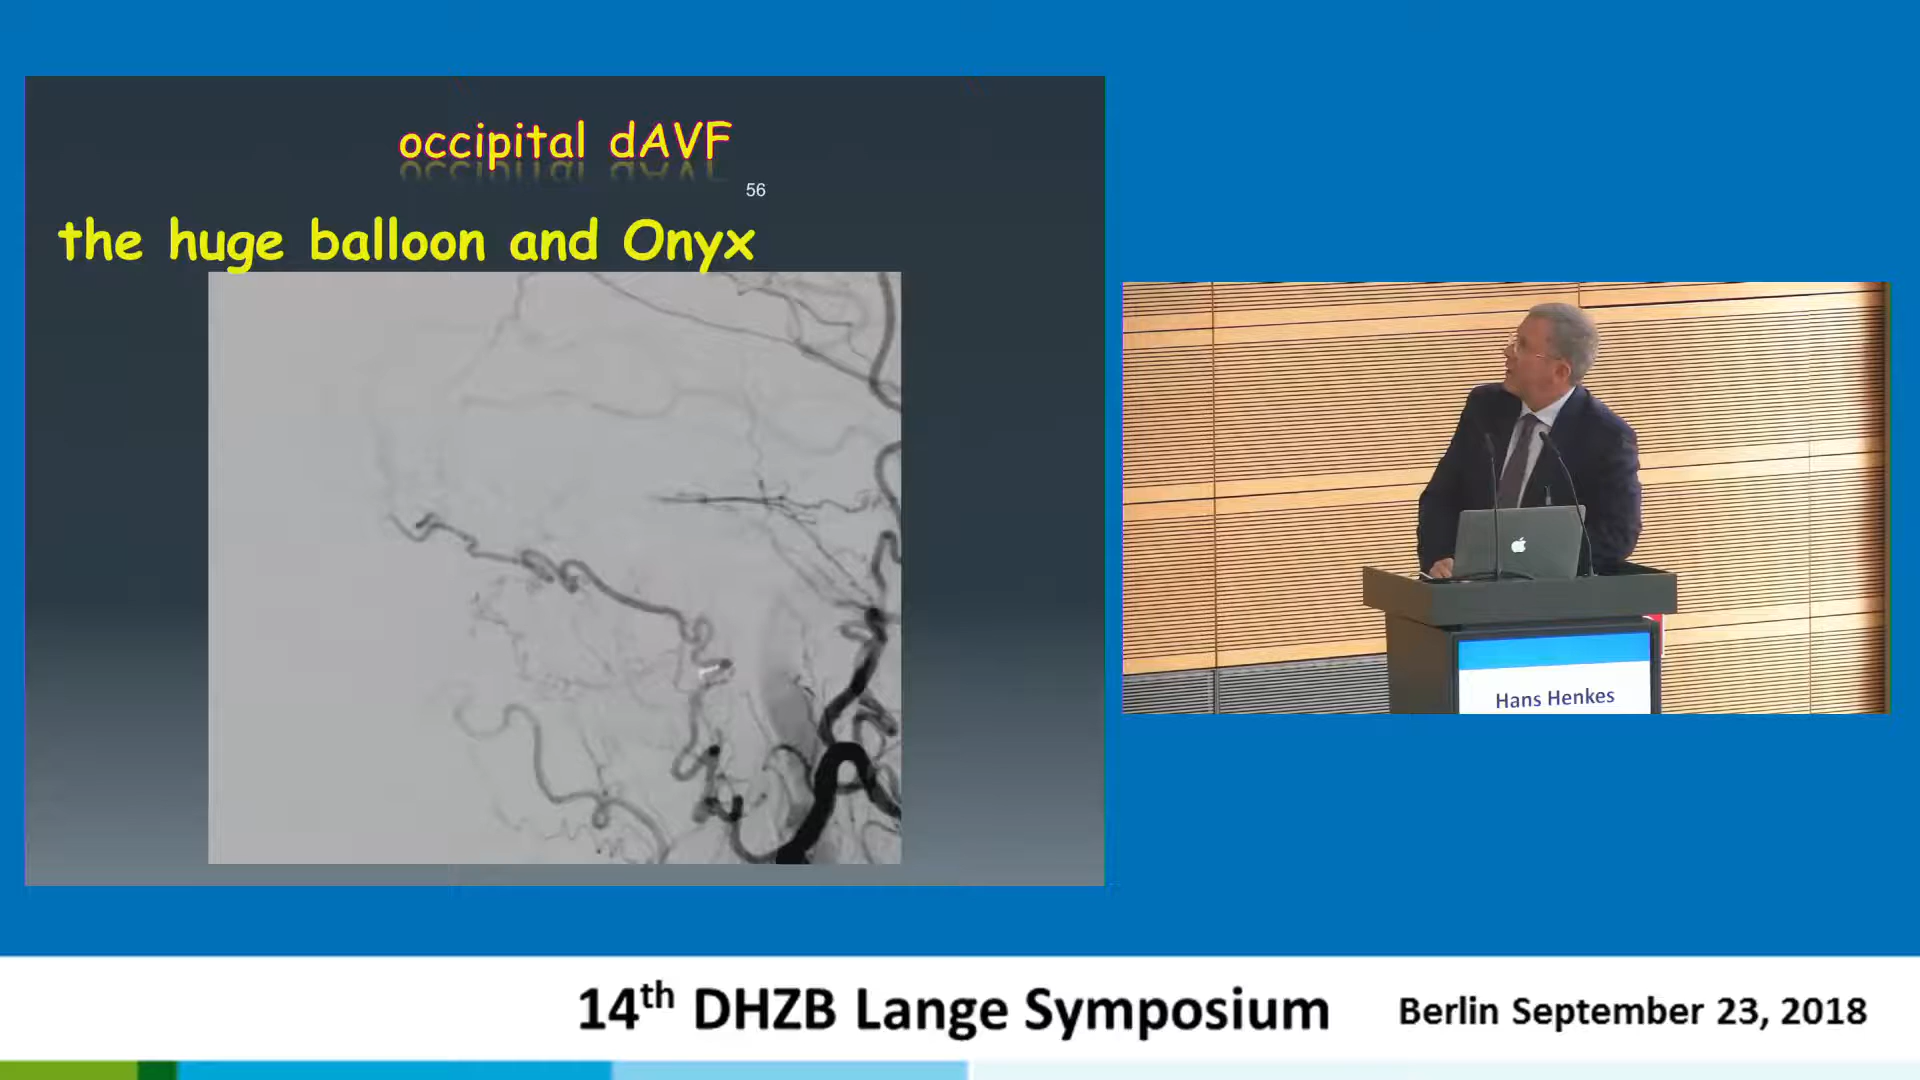 occipital dAVF
56
the huge balloon and Onyx
Hans Henkes
14th DHZB Lange Symposium
Berlin September 23, 2018